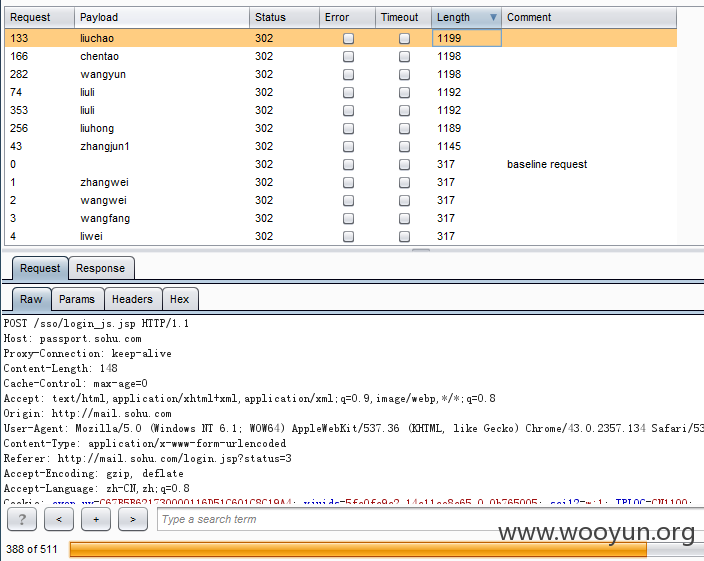 Request Payload Status Error Timeout Length Comment
133 liuchao 302 1199
166 chentao 302 1198
282 wangyun 302 1198
74 liuli 302 1192
353 liuli 302 1192
256 liuhong 302 1189
43 zhangjun1 302 1145
0 302 317 baseline request
1 zhangwei 302 317
2 wangwei 302 317
3 wangfang 302 317
4 liwei 302 317
Request Response
Raw Params Headers Hex
POST /sso/login_js.jsp HTTP/1.1
Host: passport.sohu.com
Proxy-Connection: keep-alive
Content-Length: 148
Cache-Control: max-age=0
Accept: text/html,application/xhtml+xml,application/xml;q=0.9,image/webp,*/*;q=0.8
Origin: http://mail.sohu.com
User-Agent: Mozilla/5.0 (Windows NT 6.1; WOW64) AppleWebKit/537.36 (KHTML, like Gecko) Chrome/43.0.2357.134 Safari/53
Content-Type: application/x-www-form-urlencoded
Referer: http://mail.sohu.com/login.jsp?status=3
Accept-Encoding: gzip, deflate
Accept-Language: zh-CN,zh;q=0.8
? < + > Type a search term
www.wooyun.org
388 of 511